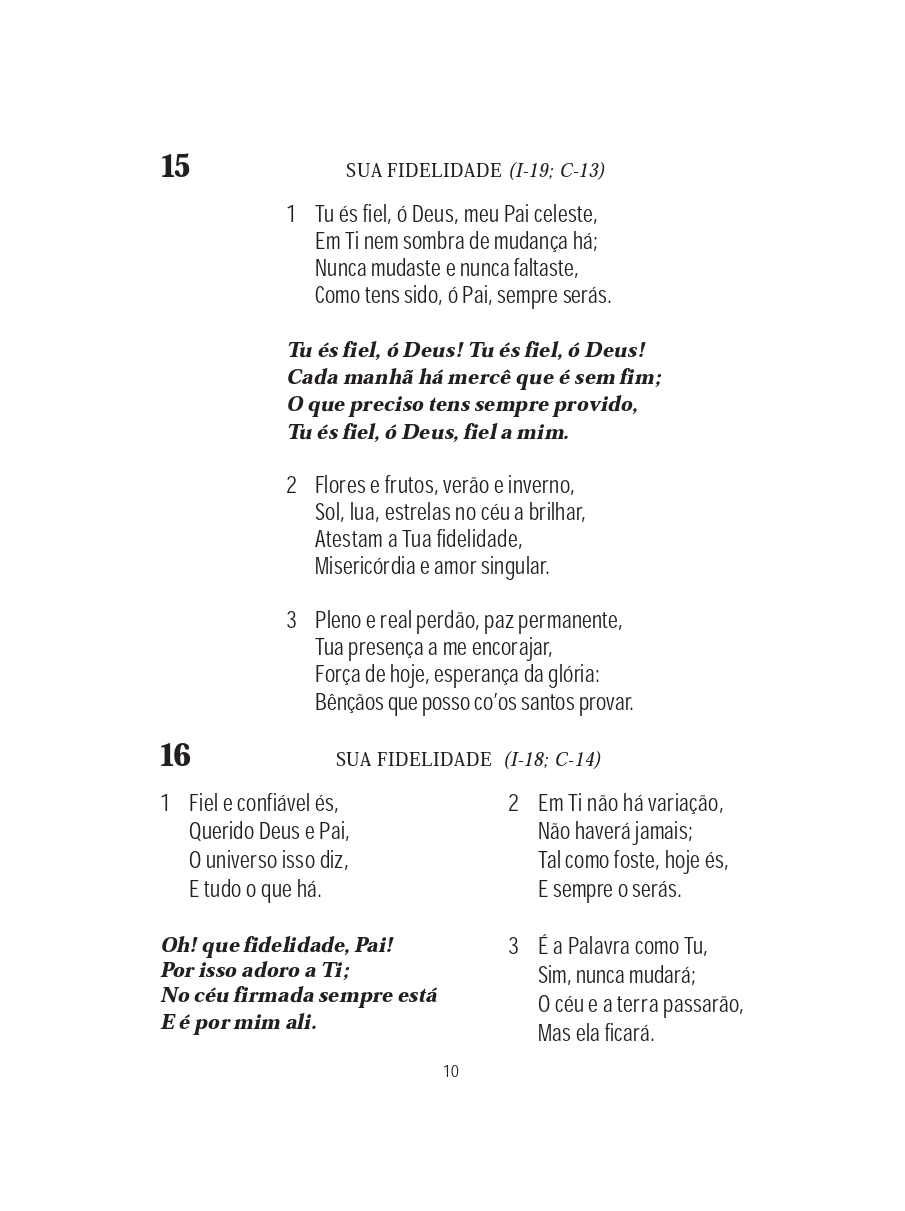 15 SUA FIDELIDADE (I-19; C-13)
1 Tu és fiel, ó Deus, meu Pai celeste,
Em Ti nem sombra de mudança há;
Nunca mudaste e nunca faltaste,
Como tens sido, ó Pai, sempre serás.
Tu és fiel, ó Deus! Tu és fiel, ó Deus!
Cada manhã há mercê que é sem fim;
O que preciso tens sempre provido,
Tu és fiel, ó Deus, fiel a mim.
2 Flores e frutos, verão e inverno,
Sol, lua, estrelas no céu a brilhar,
Atestam a Tua fidelidade,
Misericórdia e amor singular.
3 Pleno e real perdão, paz permanente,
Tua presença a me encorajar,
Força de hoje, esperança da glória:
Bênçãos que posso co’os santos provar.
16 SUA FIDELIDADE (I-18; C-14)
1 Fiel e confiável és,
Querido Deus e Pai,
O universo isso diz,
E tudo o que há.
Oh! que fidelidade, Pai!
Por isso adoro a Ti;
No céu firmada sempre está
E é por mim ali.
2 Em Ti não há variação,
Não haverá jamais;
Tal como foste, hoje és,
E sempre o serás.
3 É a Palavra como Tu,
Sim, nunca mudará;
O céu e a terra passarão,
Mas ela ficará.
10